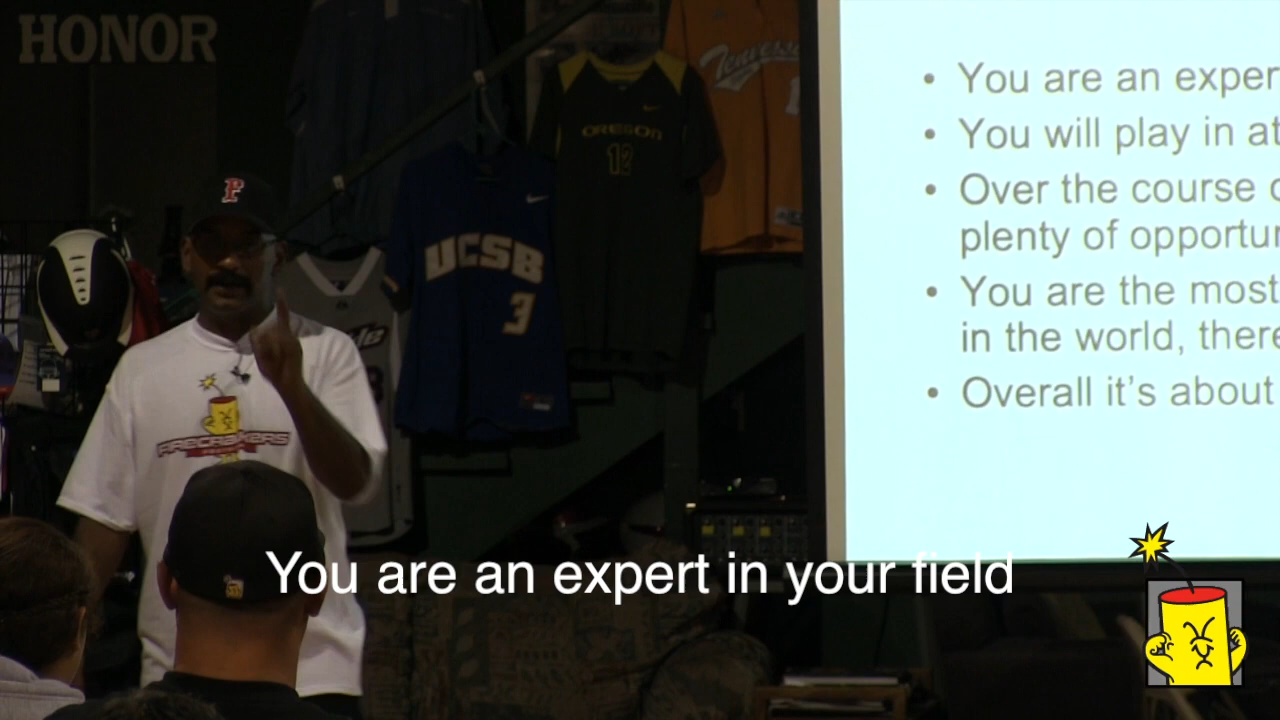 HONOR
Tennessee
OREGON
12
UCSB
3
P
FIRECRACKERS
• You are an exper
• You will play in at
• Over the course
plenty of opportu
• You are the most
in the world, there
• Overall it's about
You are an expert in your field